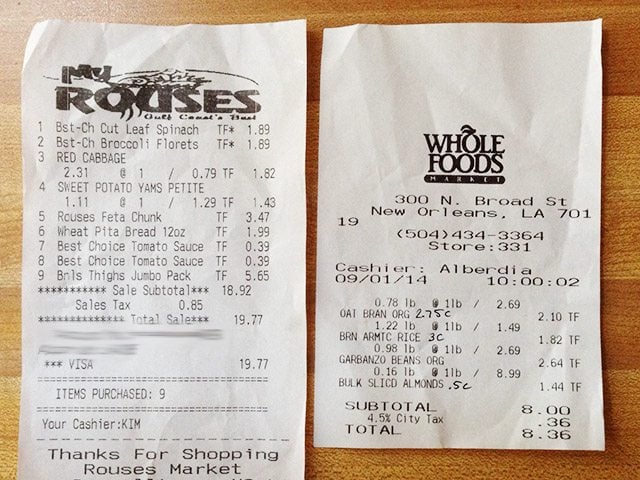 My
ROUSES
Gulf Coast's Best
1 Bst-Ch Cut Leaf Spinach TF* 1.89
2 Bst-Ch Broccoli Florets TF* 1.89
3 RED CABBAGE
2.31 @ 1 / 0.79 TF 1.82
4 SWEET POTATO YAMS PETITE
1.11 @ 1 / 1.29 TF 1.43
5 Rouses Feta Chunk TF 3.47
6 Wheat Pita Bread 12oz TF 1.99
7 Best Choice Tomato Sauce TF 0.39
8 Best Choice Tomato Sauce TF 0.39
9 Bnls Thighs Jumbo Pack TF 5.65
*********** Sale Subtotal*** 18.92
Sales Tax 0.85
************** Total Sale*** 19.77
*** VISA 19.77
ITEMS PURCHASED: 9
Your Cashier:KIM
Thanks For Shopping
Rouses Market
WHOLE
FOODS
MARKET
300 N. Broad St
New Orleans, LA 701
19
(504)434-3364
Store:331
Cashier: Alberdia
09/01/14 10:00:02
0.78 lb @ 1lb / 2.69
OAT BRAN ORG 2.75c 2.10 TF
1.22 lb @ 1lb / 1.49
BRN ARMTC RICE 3c 1.82 TF
0.98 lb @ 1lb / 2.69
GARBANZO BEANS ORG 2.64 TF
0.16 lb @ 1lb / 8.99
BULK SLICD ALMONDS .5c 1.44 TF
SUBTOTAL 8.00
4.5% City Tax .36
TOTAL 8.36